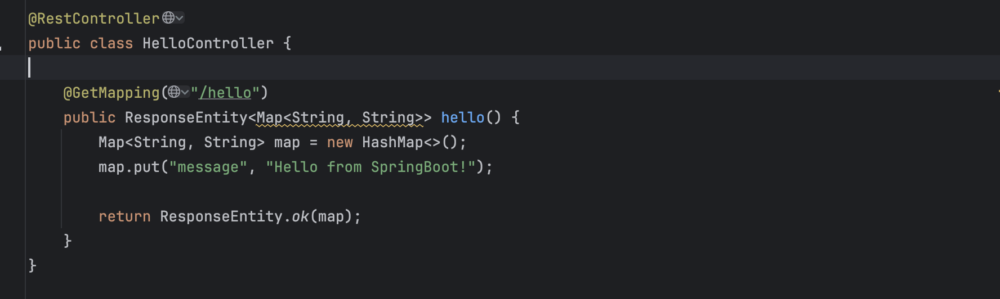 @RestController
public class HelloController {
@GetMapping("/hello")
public ResponseEntity<Map<String, String>> hello() {
Map<String, String> map = new HashMap<>();
map.put("message", "Hello from SpringBoot!");
return ResponseEntity.ok(map);
}
}